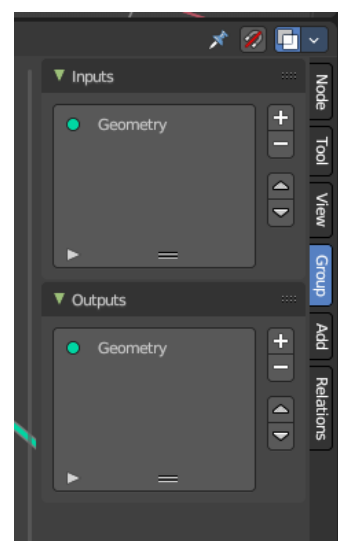 Inputs
Geometry
Outputs
Geometry
Node
Tool
View
Group
Add
Relations